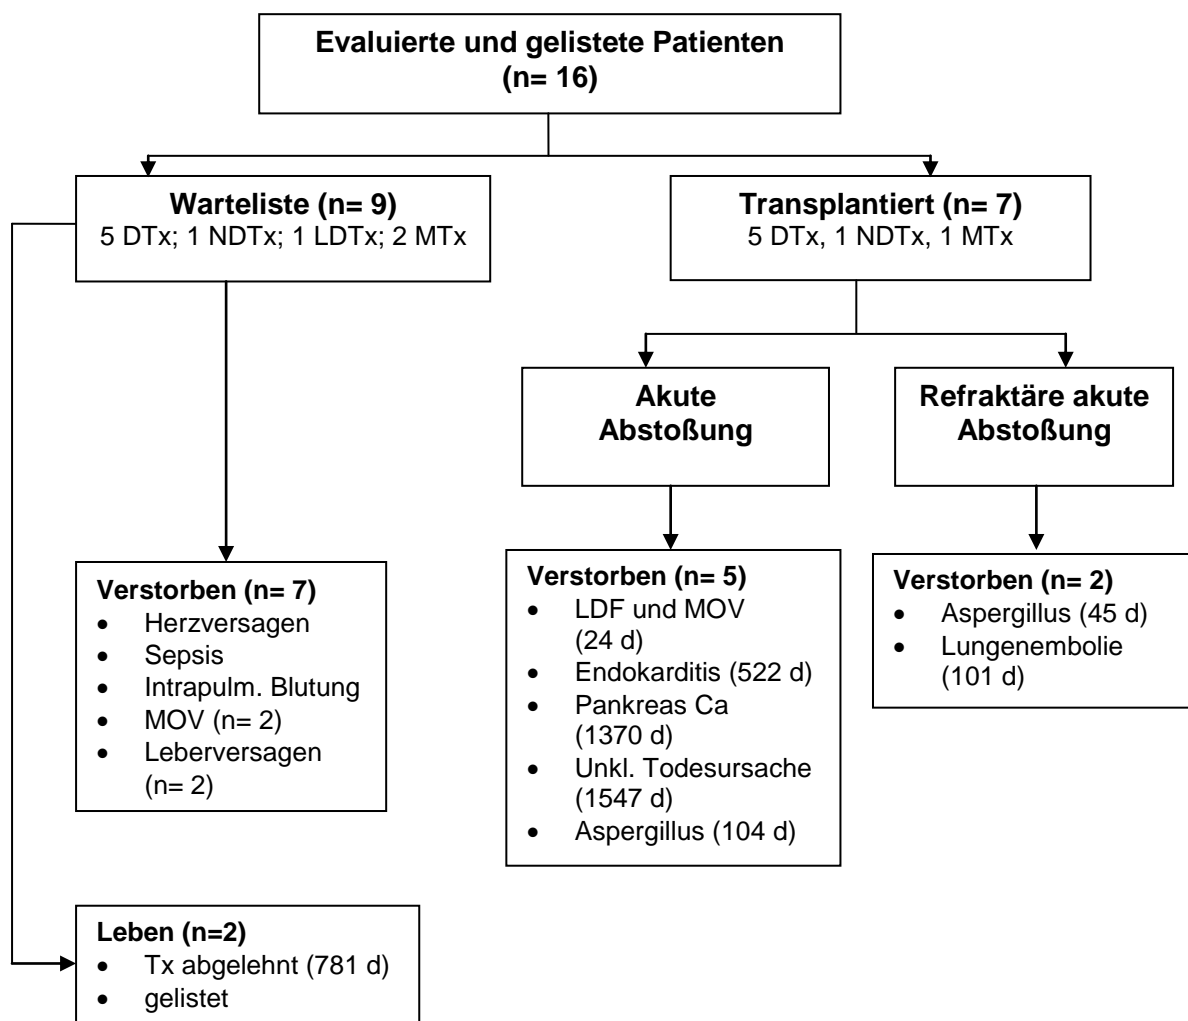 Evaluierte und gelistete Patienten
(n= 16)
Warteliste (n= 9)
5 DTx; 1 NDTx; 1 LDTx; 2 MTx
Transplantiert (n= 7)
5 DTx, 1 NDTx, 1 MTx
Akute
Abstoßung
Refraktäre akute
Abstoßung
Verstorben (n= 7)
• Herzversagen
• Sepsis
• Intrapulm. Blutung
• MOV (n= 2)
• Leberversagen
(n= 2)
Verstorben (n= 5)
• LDF und MOV
(24 d)
• Endokarditis (522 d)
• Pankreas Ca
(1370 d)
• Unkl. Todesursache
(1547 d)
• Aspergillus (104 d)
Verstorben (n= 2)
• Aspergillus (45 d)
• Lungenembolie
(101 d)
Leben (n=2)
• Tx abgelehnt (781 d)
• gelistet